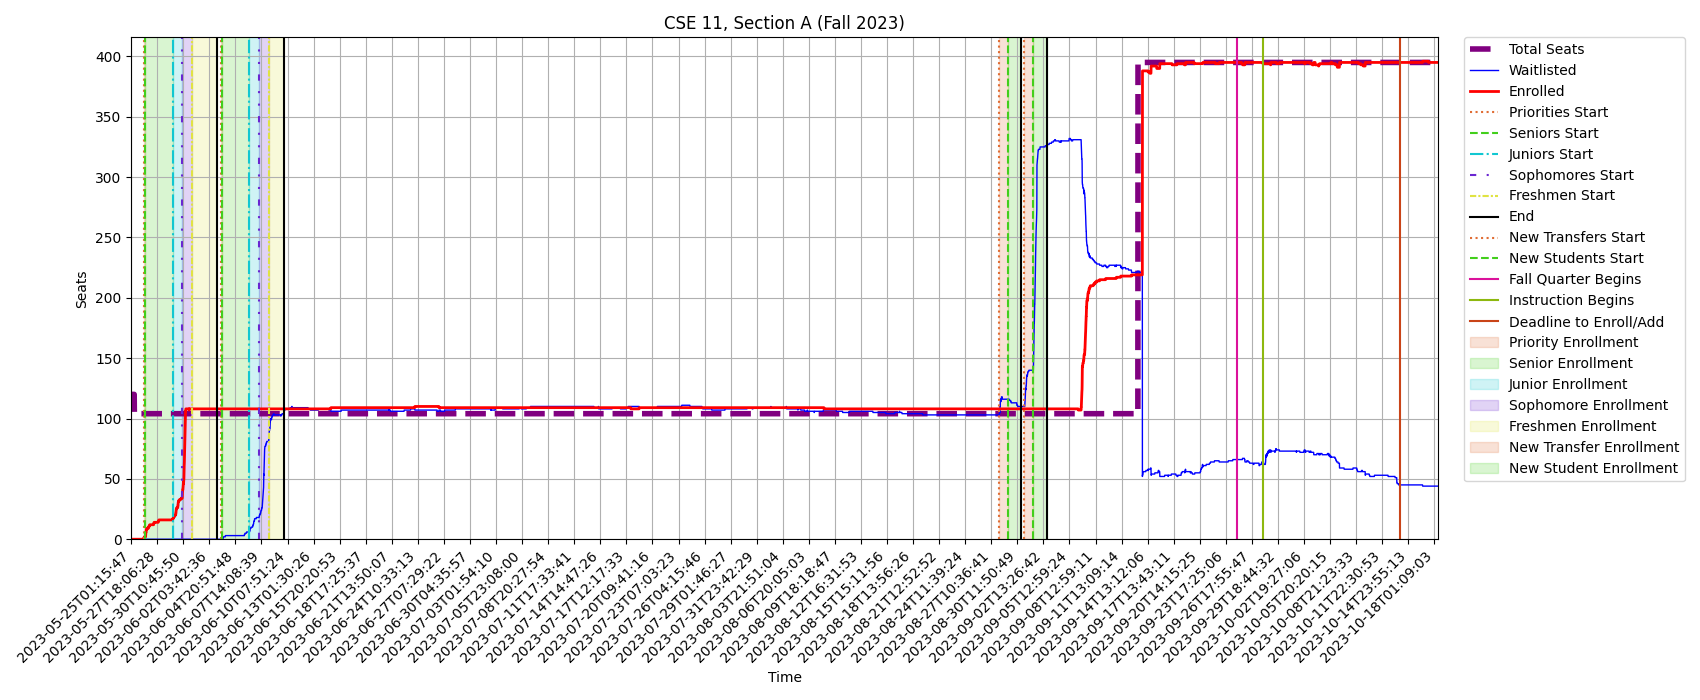 CSE 11, Section A (Fall 2023)
Seats
400
350
300
250
200
150
100
50
0
2023-05-25T01:15:47
2023-05-27T18:06:28
2023-05-30T10:45:50
2023-06-02T03:42:36
2023-06-04T20:51:48
2023-06-07T14:08:39
2023-06-10T07:51:24
2023-06-13T01:30:26
2023-06-15T19:20:53
2023-06-18T17:25:37
2023-06-21T13:50:07
2023-06-24T10:33:13
2023-06-27T07:29:22
2023-06-30T04:35:57
2023-07-03T01:54:10
2023-07-05T23:08:00
2023-07-08T20:27:54
2023-07-11T17:33:41
2023-07-14T14:47:26
2023-07-17T12:17:33
2023-07-20T09:41:16
2023-07-23T07:03:23
2023-07-26T04:15:46
2023-07-29T01:46:27
2023-07-31T23:42:29
2023-08-03T21:51:04
2023-08-06T20:05:03
2023-08-09T18:18:47
2023-08-12T16:31:53
2023-08-15T15:11:56
2023-08-18T13:56:26
2023-08-21T12:52:52
2023-08-24T11:39:24
2023-08-27T10:36:41
2023-08-30T11:50:49
2023-09-02T13:26:42
2023-09-05T12:59:24
2023-09-08T12:59:11
2023-09-11T13:09:14
2023-09-14T13:12:06
2023-09-17T13:43:11
2023-09-20T14:15:25
2023-09-23T17:25:06
2023-09-26T17:55:47
2023-09-29T18:44:32
2023-10-02T19:27:06
2023-10-05T20:20:15
2023-10-08T21:23:33
2023-10-11T22:30:53
2023-10-14T23:55:13
2023-10-18T01:09:03
Time
Total Seats
Waitlisted
Enrolled
Priorities Start
Seniors Start
Juniors Start
Sophomores Start
Freshmen Start
End
New Transfers Start
New Students Start
Fall Quarter Begins
Instruction Begins
Deadline to Enroll/Add
Priority Enrollment
Senior Enrollment
Junior Enrollment
Sophomore Enrollment
Freshmen Enrollment
New Transfer Enrollment
New Student Enrollment